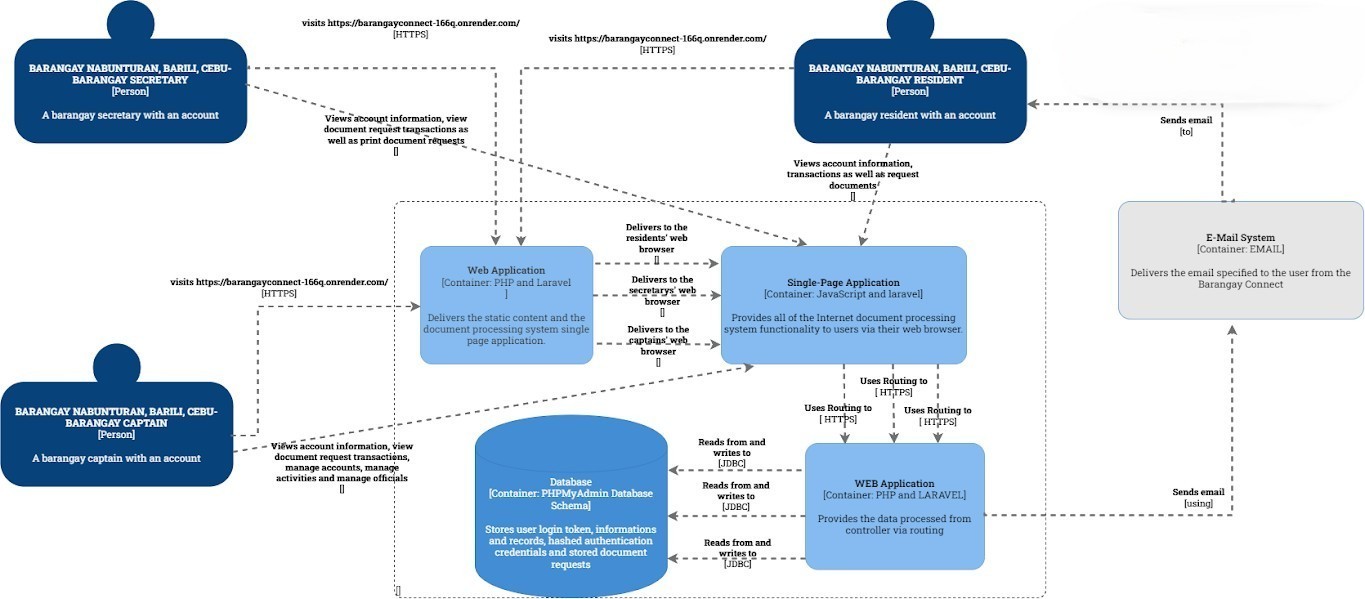 visits https://barangayconnect-166q.onrender.com/
[HTTPS]
visits https://barangayconnect-166q.onrender.com/
[HTTPS]
BARANGAY NABUNTURAN, BARILI, CEBU-
BARANGAY SECRETARY
[Person]
A barangay secretary with an account
BARANGAY NABUNTURAN, BARILI, CEBU-
BARANGAY RESIDENT
[Person]
A barangay resident with an account
Views account information, view
document request transactions as
well as print document requests
[]
Sends email
[to]
Views account information,
transactions as well as request
documents
[]
Delivers to the
residents' web
browser
[]
Delivers to the
secretarys' web
browser
[]
Delivers to the
captains' web
browser
[]
Web Application
[Container: PHP and Laravel
]
Delivers the static content and the
document processing system single
page application.
Single-Page Application
[Container: JavaScript and laravel]
Provides all of the Internet document processing
system functionality to users via their web browser.
E-Mail System
[Container: EMAIL]
Delivers the email specified to the user from the
Barangay Connect
visits https://barangayconnect-166q.onrender.com/
[HTTPS]
BARANGAY NABUNTURAN, BARILI, CEBU-
BARANGAY CAPTAIN
[Person]
A barangay captain with an account
Views account information, view
document request transactions,
manage accounts, manage
activities and manage officials
[]
Uses Routing to
[ HTTPS]
Uses Routing to
[ HTTPS]
Uses Routing to
[ HTTPS]
Database
[Container: PHPMyAdmin Database
Schema]
Stores user login token, informations
and records, hashed authentication
credentials and stored document
requests
Reads from and
writes to
[JDBC]
Reads from and
writes to
[JDBC]
Reads from and
writes to
[JDBC]
WEB Application
[Container: PHP and LARAVEL]
Provides the data processed from
controller via routing
Sends email
[using]
[]